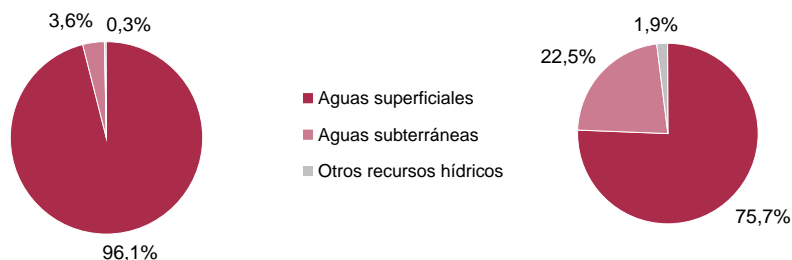 3,6%
0,3%
96,1%
Aguas superficiales
Aguas subterráneas
Otros recursos hídricos
1,9%
22,5%
75,7%